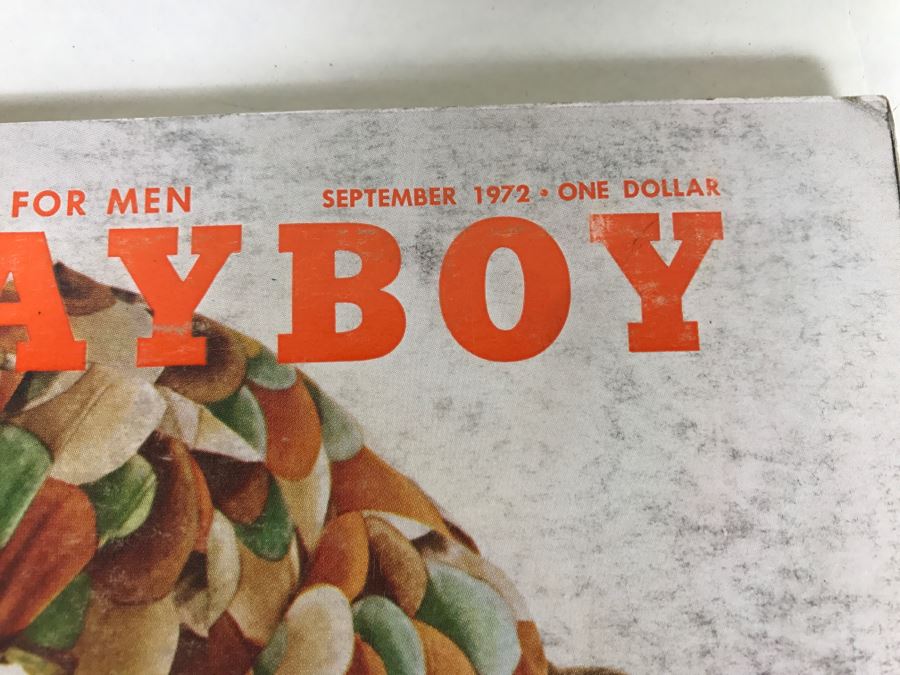 FOR MEN SEPTEMBER 1972 • ONE DOLLAR
AYBOY